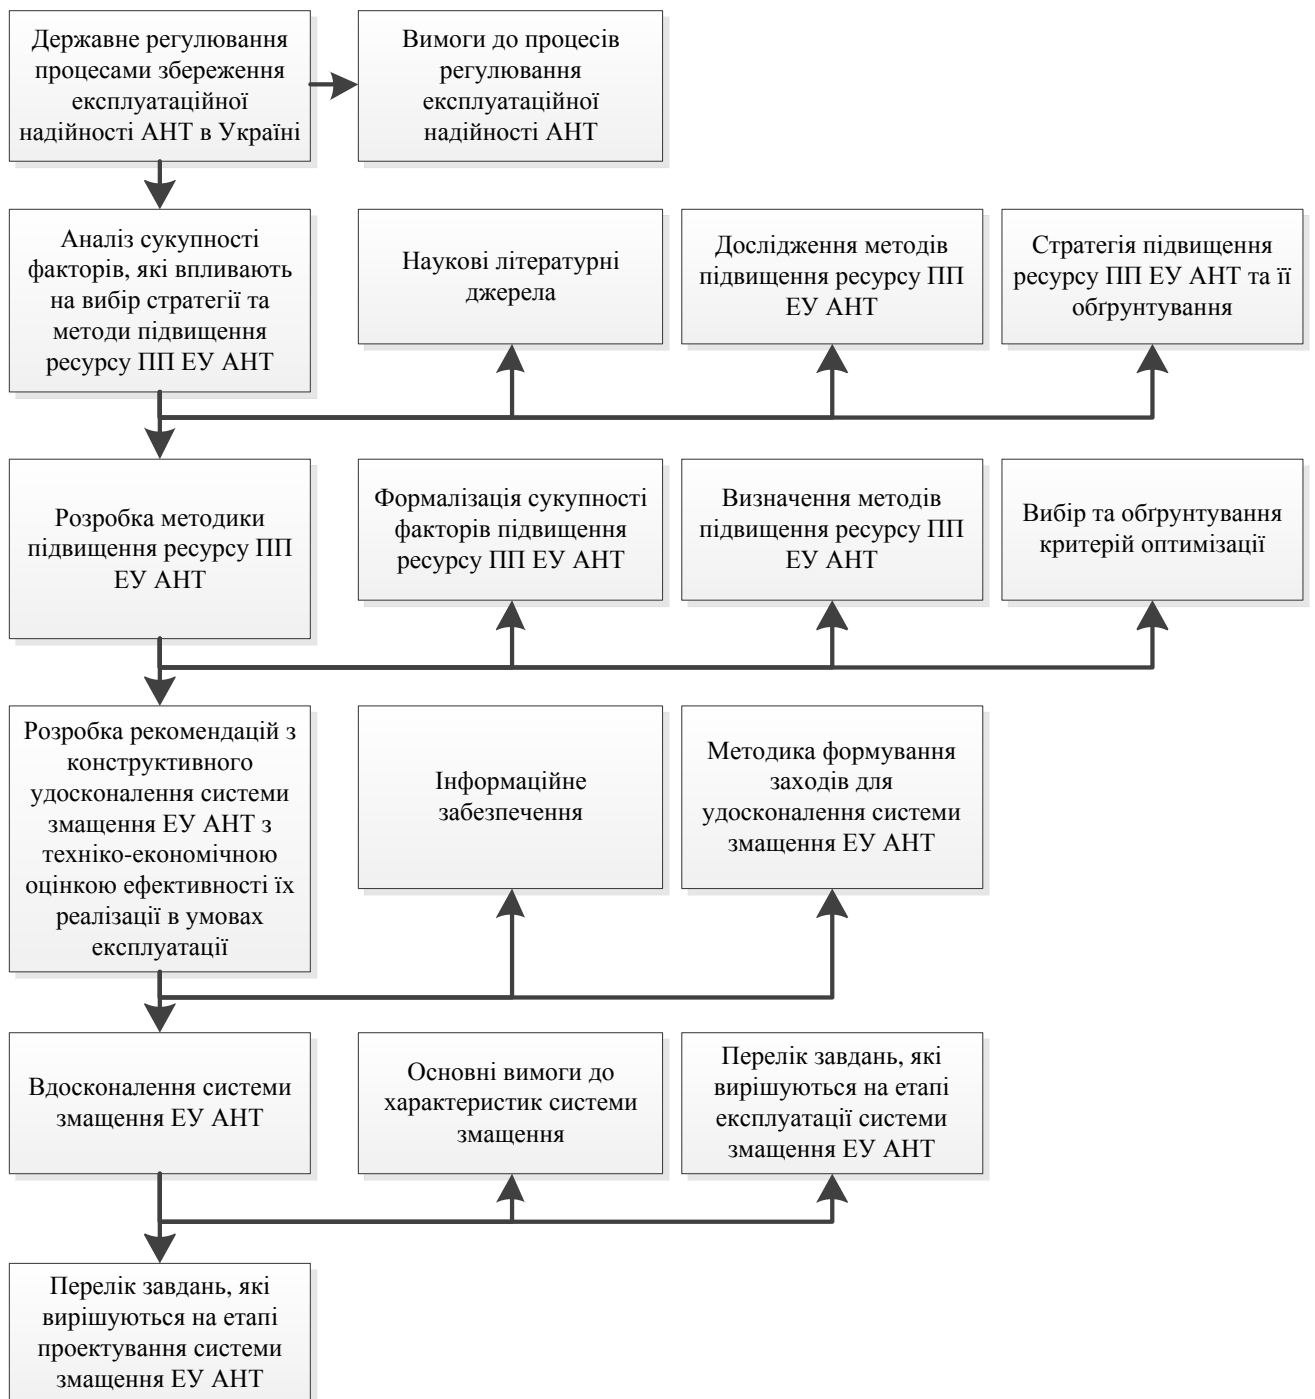 Державне регулювання
процесами збереження
експлуатаційної
надійності АНТ в Україні
Вимоги до процесів
регулювання
експлуатаційної
надійності АНТ
Аналіз сукупності
факторів, які впливають
на вибір стратегії та
методи підвищення
ресурсу ПП ЕУ АНТ
Наукові літературні
джерела
Дослідження методів
підвищення ресурсу ПП
ЕУ АНТ
Стратегія підвищення
ресурсу ПП ЕУ АНТ та її
обґрунтування
Розробка методики
підвищення ресурсу ПП
ЕУ АНТ
Формалізація сукупності
факторів підвищення
ресурсу ПП ЕУ АНТ
Визначення методів
підвищення ресурсу ПП
ЕУ АНТ
Вибір та обґрунтування
критерій оптимізації
Розробка рекомендацій з
конструктивного
удосконалення системи
змащення ЕУ АНТ з
техніко-економічною
оцінкою ефективності їх
реалізації в умовах
експлуатації
Інформаційне
забезпечення
Методика формування
заходів для
удосконалення системи
змащення ЕУ АНТ
Вдосконалення системи
змащення ЕУ АНТ
Основні вимоги до
характеристик системи
змащення
Перелік завдань, які
вирішуються на етапі
експлуатації системи
змащення ЕУ АНТ
Перелік завдань, які
вирішуються на етапі
проектування системи
змащення ЕУ АНТ